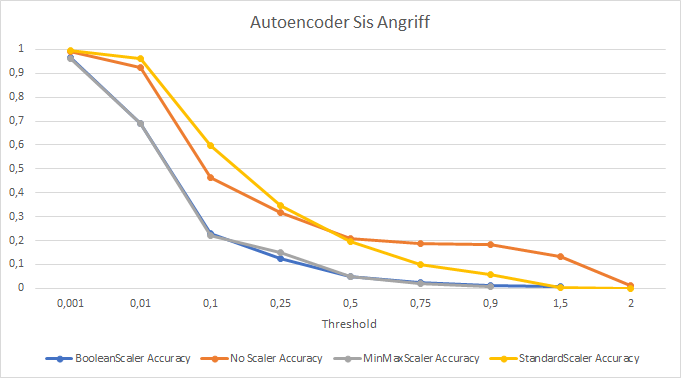 Autoencoder Sis Angriff
1
0,9
0,8
0,7
0,6
0,5
0,4
0,3
0,2
0,1
0
0,001 0,01 0,1 0,25 0,5 0,75 0,9 1,5 2
Threshold
BooleanScaler Accuracy No Scaler Accuracy MinMaxScaler Accuracy StandardScaler Accuracy